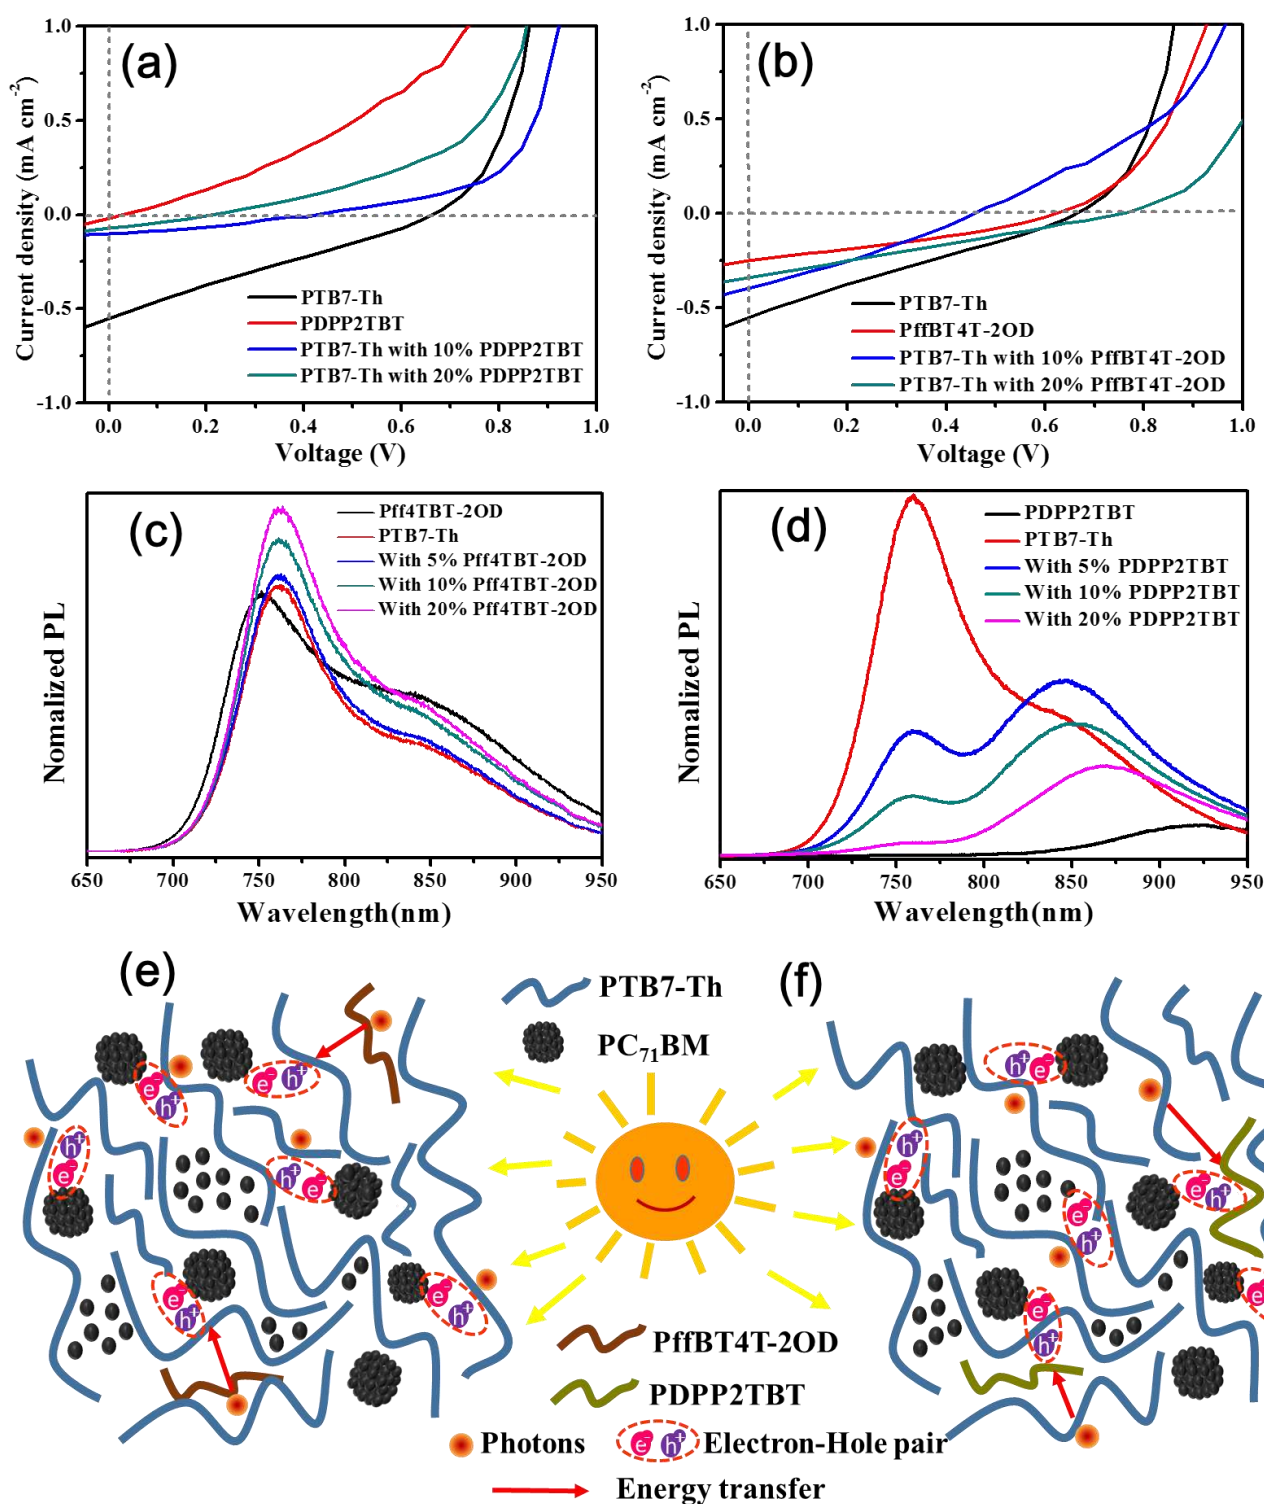 (a)
1.0
0.5
0.0
-0.5
-1.0
Current density (mA cm-2)
PTB7-Th
PDPP2TBT
PTB7-Th with 10% PDPP2TBT
PTB7-Th with 20% PDPP2TBT
0.0 0.2 0.4 0.6 0.8 1.0
Voltage (V)
(b)
1.0
0.5
0.0
-0.5
-1.0
Current density (mA cm-2)
PTB7-Th
PffBT4T-2OD
PTB7-Th with 10% PffBT4T-2OD
PTB7-Th with 20% PffBT4T-2OD
0.0 0.2 0.4 0.6 0.8 1.0
Voltage (V)
(c)
Nomalized PL
Pff4TBT-2OD
PTB7-Th
With 5% Pff4TBT-2OD
With 10% Pff4TBT-2OD
With 20% Pff4TBT-2OD
650 700 750 800 850 900 950
Wavelength(nm)
(d)
Nomalized PL
PDPP2TBT
PTB7-Th
With 5% PDPP2TBT
With 10% PDPP2TBT
With 20% PDPP2TBT
650 700 750 800 850 900 950
Wavelength(nm)
(e)
PTB7-Th
(f)
PC71BM
e- h+
e- h+
e- h+
h+ e-
h+ e-
h+ e-
e- h+
e- h+
e- h+
e- h+
e- h+
e-
e- h+
PffBT4T-2OD
PDPP2TBT
Photons
e- h+
Electron-Hole pair
Energy transfer